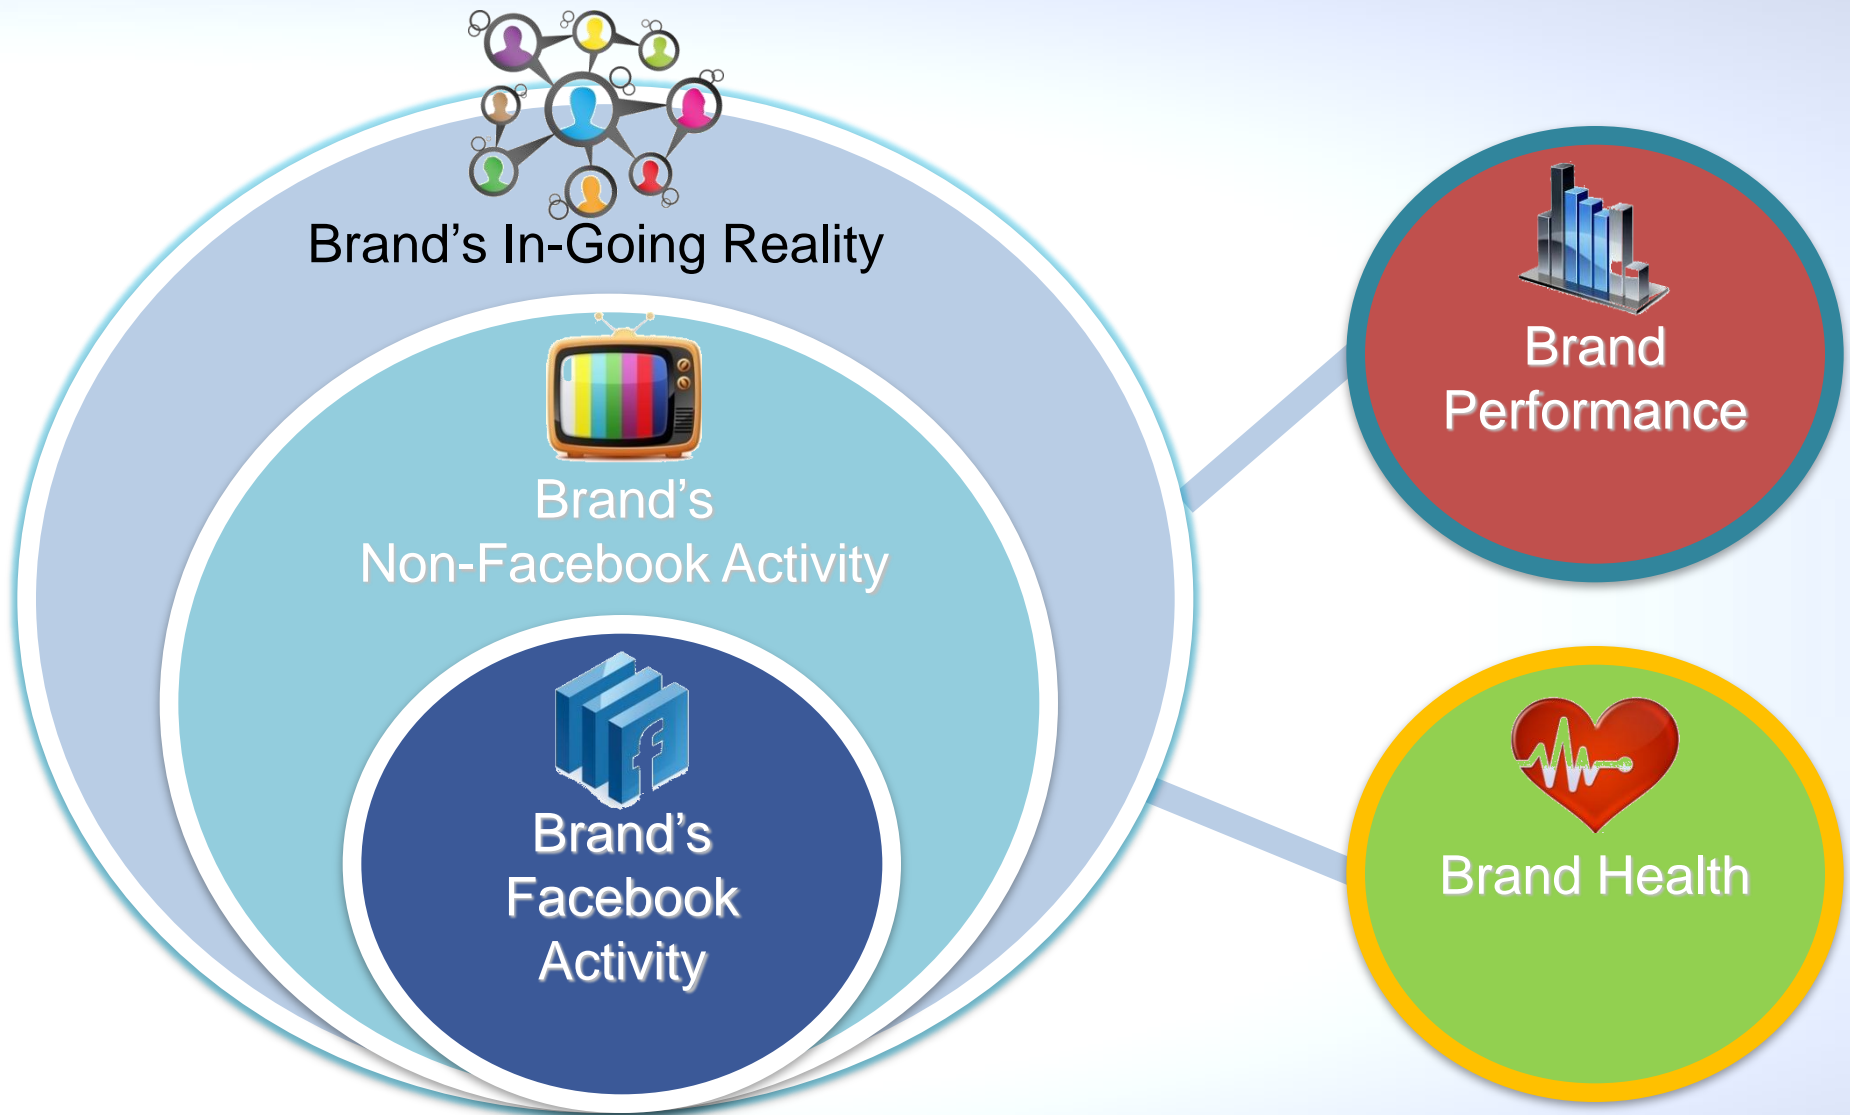 Brand’s In-Going Reality
Brand’s
Non-Facebook Activity
f
Brand’s
Facebook
Activity
Brand
Performance
Brand Health